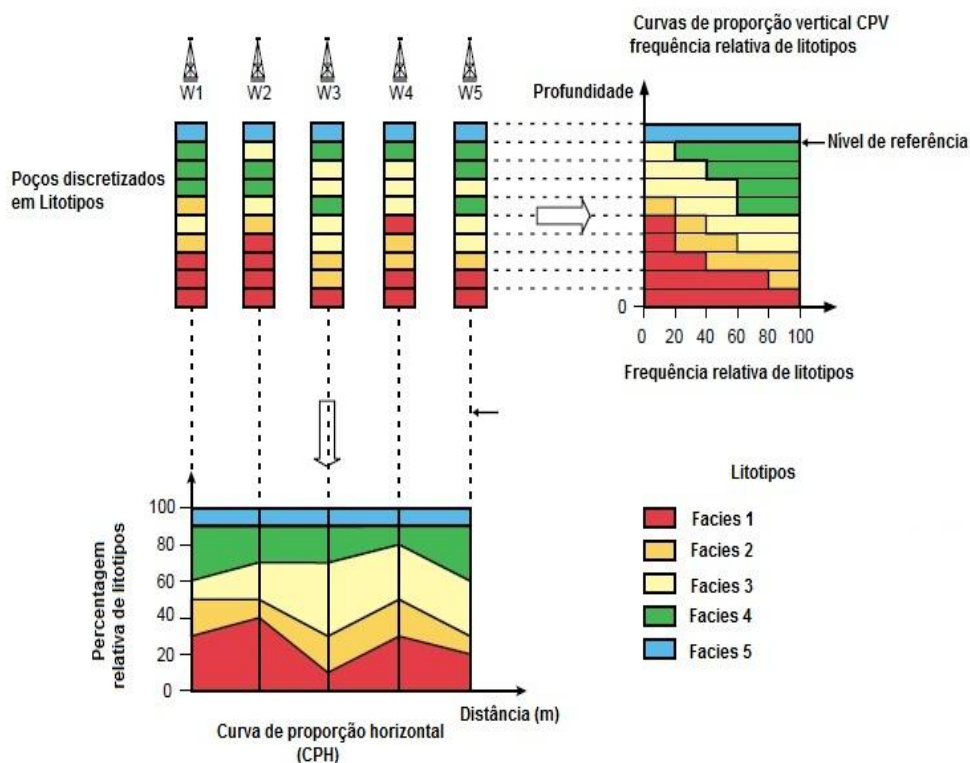 Curvas de proporção vertical CPV
frequência relativa de litotipos
W1 W2 W3 W4 W5
Profundidade
Nível de referência
Poços discretizados
em Litotipos
0
0 20 40 60 80 100
Frequência relativa de litotipos
Litotipos
Facies 1
Facies 2
Facies 3
Facies 4
Facies 5
Percentagem
relativa de litotipos
100
80
60
40
20
0
Distância (m)
Curva de proporção horizontal
(CPH)